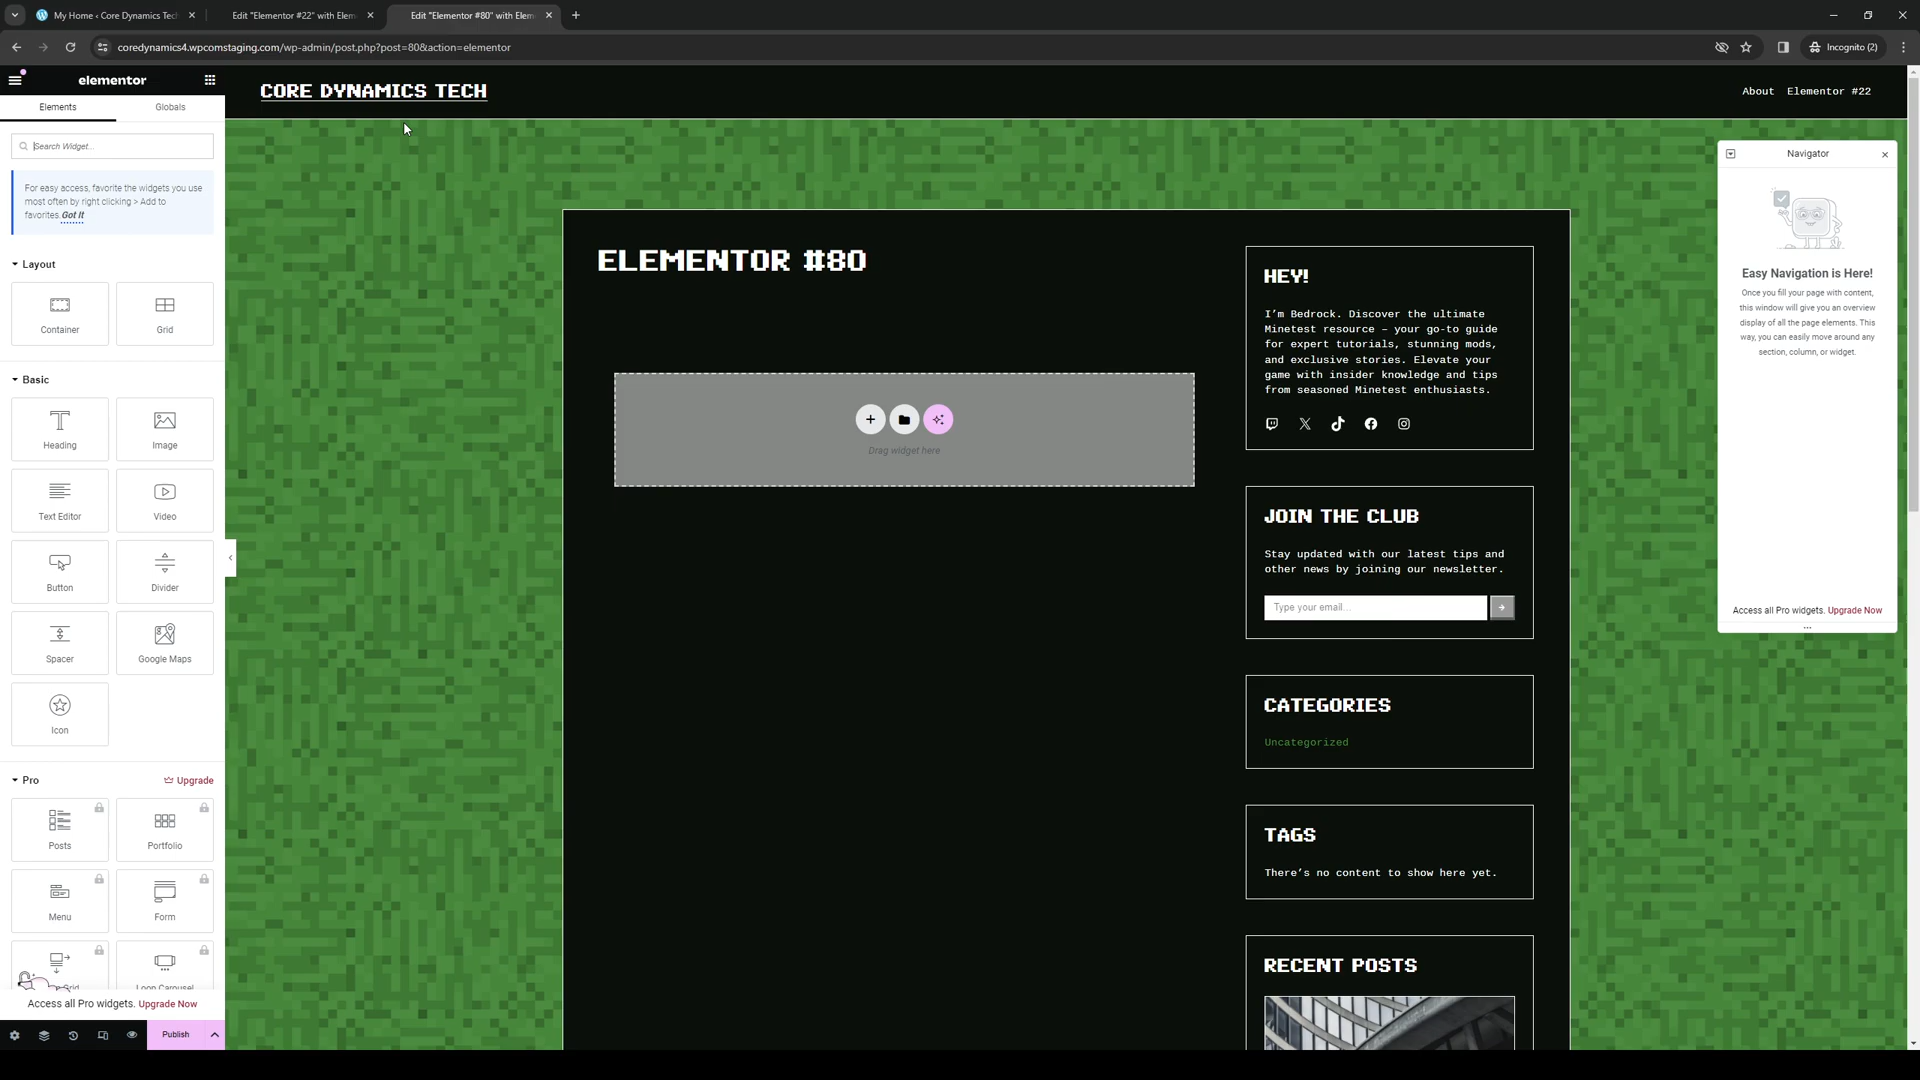 My Home ‹ Core Dynamics Tech
Edit "Elementor #22" with Elem
Edit "Elementor #80" with Elem
coredynamics4.wpcomstaging.com/wp-admin/post.php?post=80&action=elementor
Incognito (2)
elementor
CORE DYNAMICS TECH
About Elementor #22
Elements Globals
Search Widget...
For easy access, favorite the widgets you use
most often by right clicking > Add to
favorites. Got It
Layout
Container Grid
Basic
Heading Image
Text Editor Video
Button Divider
Spacer Google Maps
Icon
Pro Upgrade
Posts Portfolio
Menu Form
Grid Loop Carousel
Access all Pro widgets. Upgrade Now
Publish
ELEMENTOR #80
Drag widget here
HEY!
I’m Bedrock. Discover the ultimate
Minetest resource – your go-to guide
for expert tutorials, stunning mods,
and exclusive stories. Elevate your
game with insider knowledge and tips
from seasoned Minetest enthusiasts.
JOIN THE CLUB
Stay updated with our latest tips and
other news by joining our newsletter.
Type your email...
CATEGORIES
Uncategorized
TAGS
There’s no content to show here yet.
RECENT POSTS
Navigator
Easy Navigation is Here!
Once you fill your page with content,
this window will give you an overview
display of all the page elements. This
way, you can easily move around any
section, column, or widget.
Access all Pro widgets. Upgrade Now